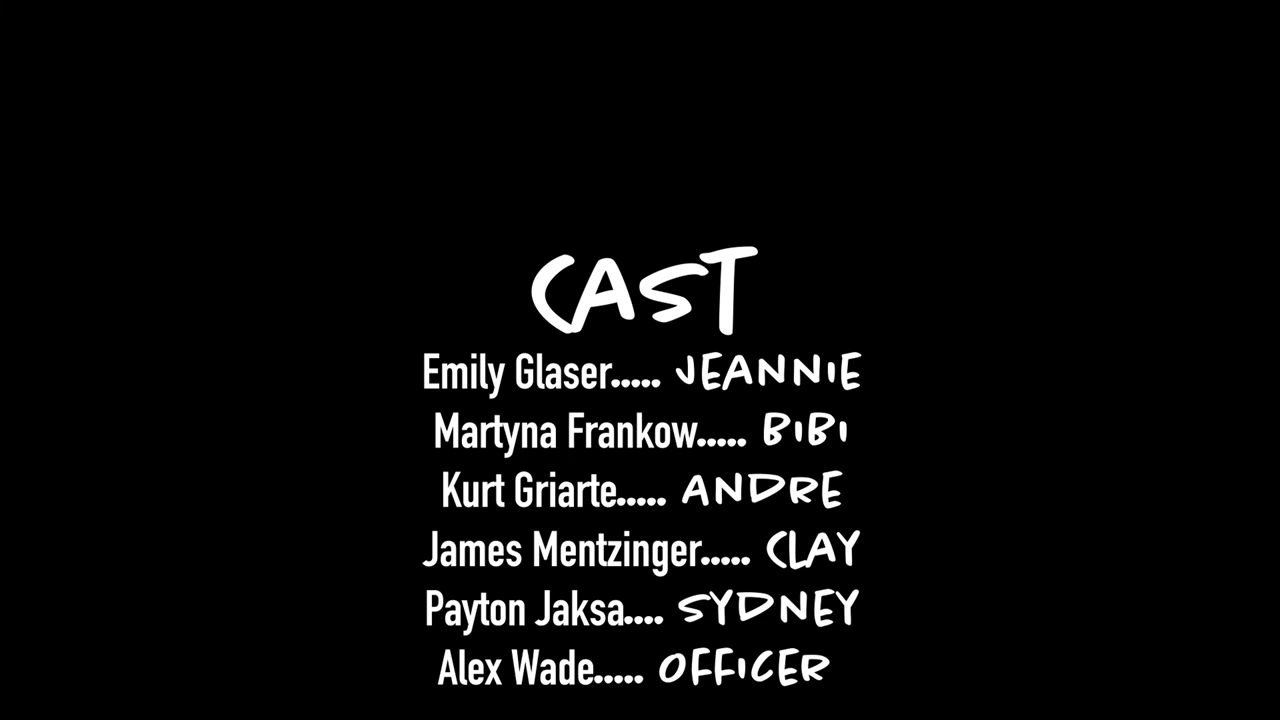 CAST
Emily Glaser..... JEANNIE
Martyna Frankow..... BIBI
Kurt Griarte..... ANDRE
James Mentzinger..... CLAY
Payton Jaksa.... SYDNEY
Alex Wade..... OFFICER